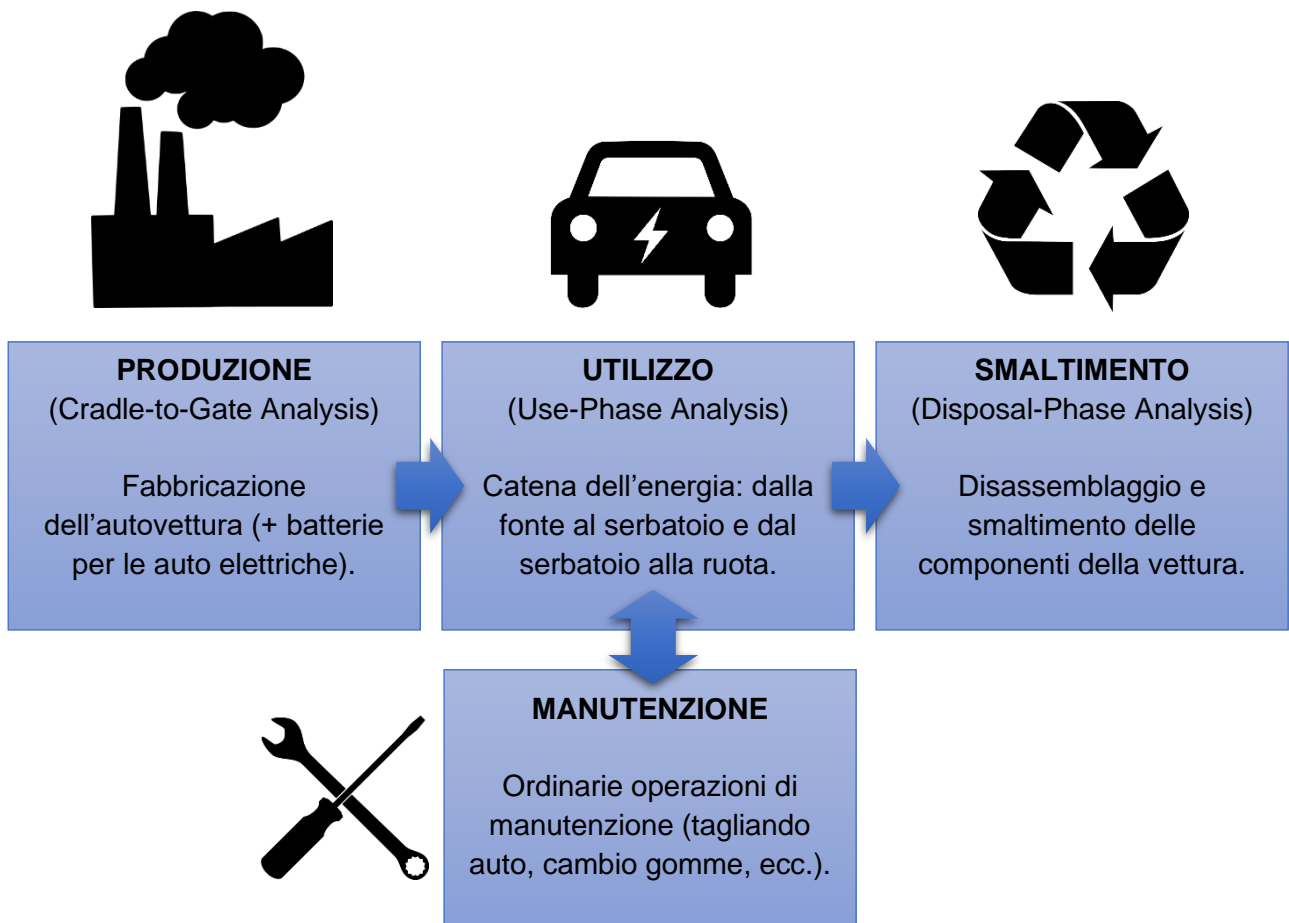 PRODUZIONE
(Cradle-to-Gate Analysis)
Fabbricazione
dell’autovettura (+ batterie
per le auto elettriche).
UTILIZZO
(Use-Phase Analysis)
Catena dell’energia: dalla
fonte al serbatoio e dal
serbatoio alla ruota.
SMALTIMENTO
(Disposal-Phase Analysis)
Disassemblaggio e
smaltimento delle
componenti della vettura.
MANUTENZIONE
Ordinarie operazioni di
manutenzione (tagliando
auto, cambio gomme, ecc.).